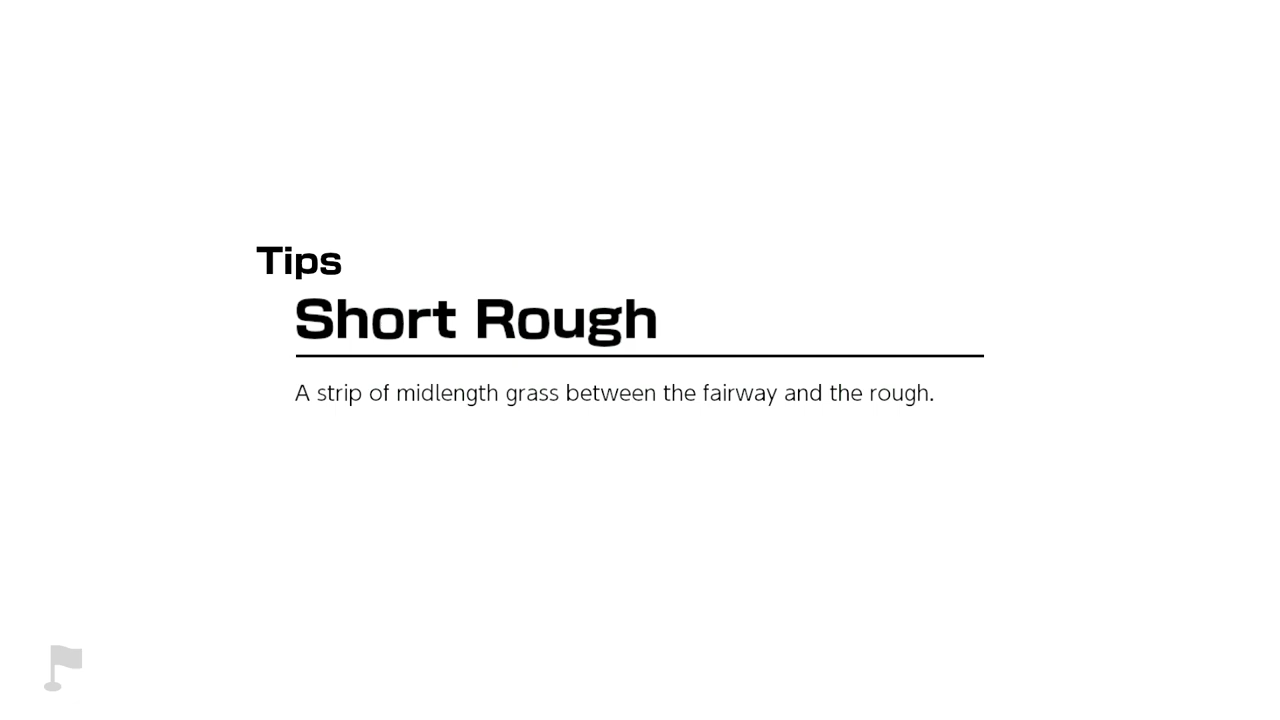 Tips
Short Rough
A strip of midlength grass between the fairway and the rough.